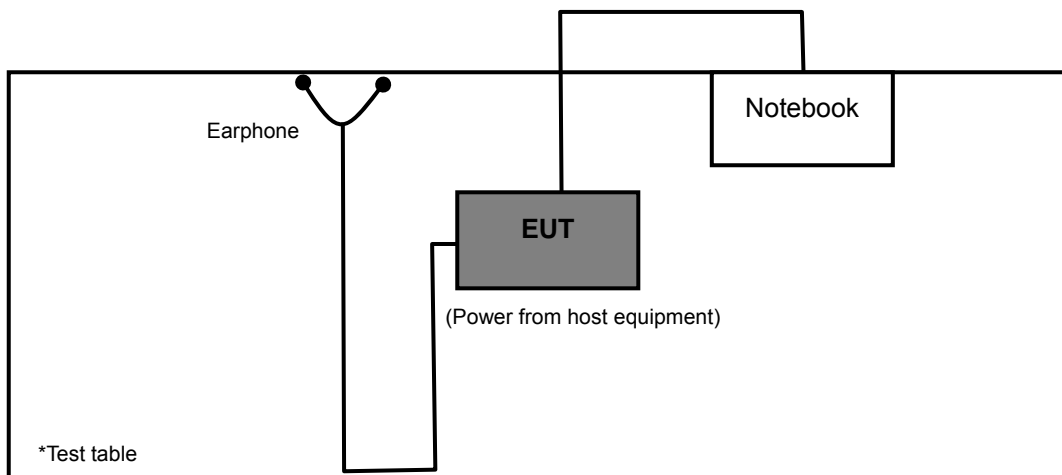 Notebook
Earphone
EUT
(Power from host equipment)
*Test table